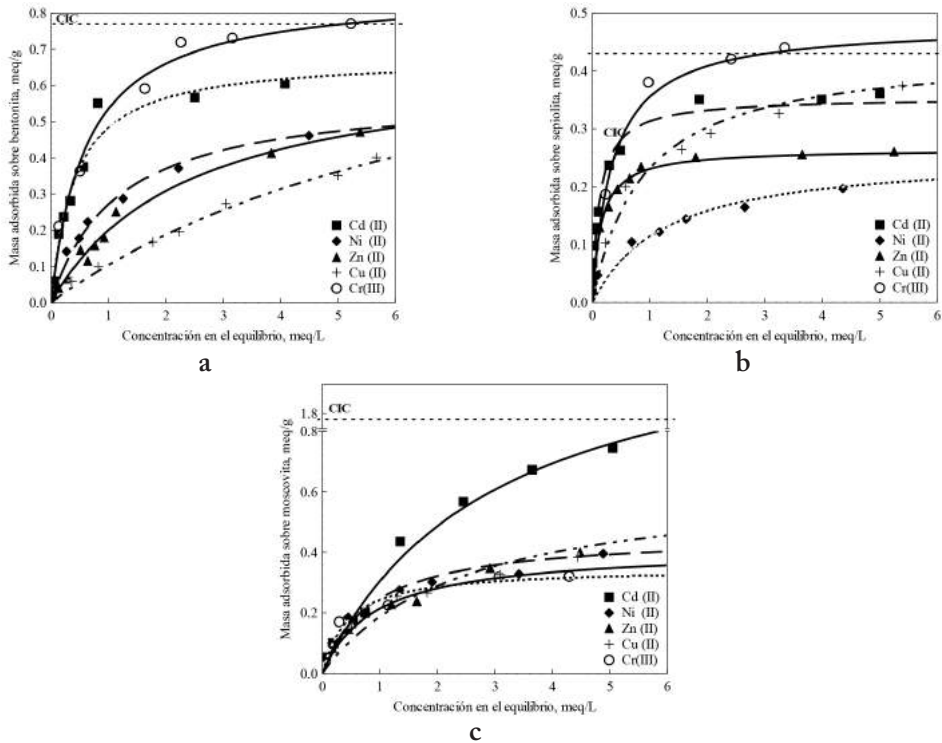 CIC
Masa adsorbida sobre bentonita, meq/g
0.8
0.7
0.6
0.5
0.4
0.3
0.2
0.1
0.0
Cd (II)
Ni (II)
Zn (II)
Cu (II)
Cr(III)
0 1 2 3 4 5 6
Concentración en el equilibrio, meq/L
a
Masa adsorbida sobre sepiolita, meq/g
0.5
0.4
0.3
0.2
0.1
0.0
CIC
Cd (II)
Ni (II)
Zn (II)
Cu (II)
Cr(III)
0 1 2 3 4 5 6
Concentración en el equilibrio, meq/L
b
Masa adsorbida sobre moscovita, meq/g
CIC
1.8
0.8
0.6
0.4
0.2
0.0
Cd (II)
Ni (II)
Zn (II)
Cu (II)
Cr(III)
0 1 2 3 4 5 6
Concentración en el equilibrio, meq/L
c